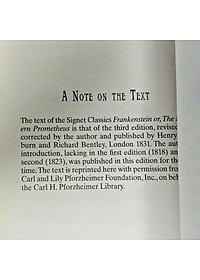 A NOTE ON THE TEXT
The text of the Signet Classics Frankenstein or, The
ern Prometheus is that of the third edition, revised
corrected by the author and published by Henry
burn and Richard Bentley, London 1831. The au
introduction, lacking in the first edition (1818) an
second (1823), was published in this edition for the
time. The text is reprinted here with permission from
Carl and Lily Pforzheimer Foundation, Inc., on beh
the Carl H. Pforzheimer Library.